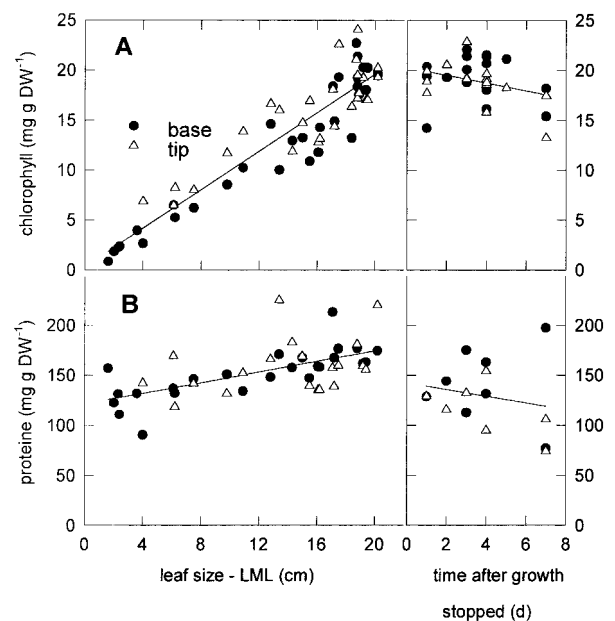 A
base
tip
chlorophyll (mg g DW⁻¹)
25
20
15
10
5
0
25
20
15
10
5
0
B
proteine (mg g DW⁻¹)
200
150
100
50
0
200
150
100
50
0
0 4 8 12 16 20
0 2 4 6 8
leaf size - LML (cm)
time after growth
stopped (d)